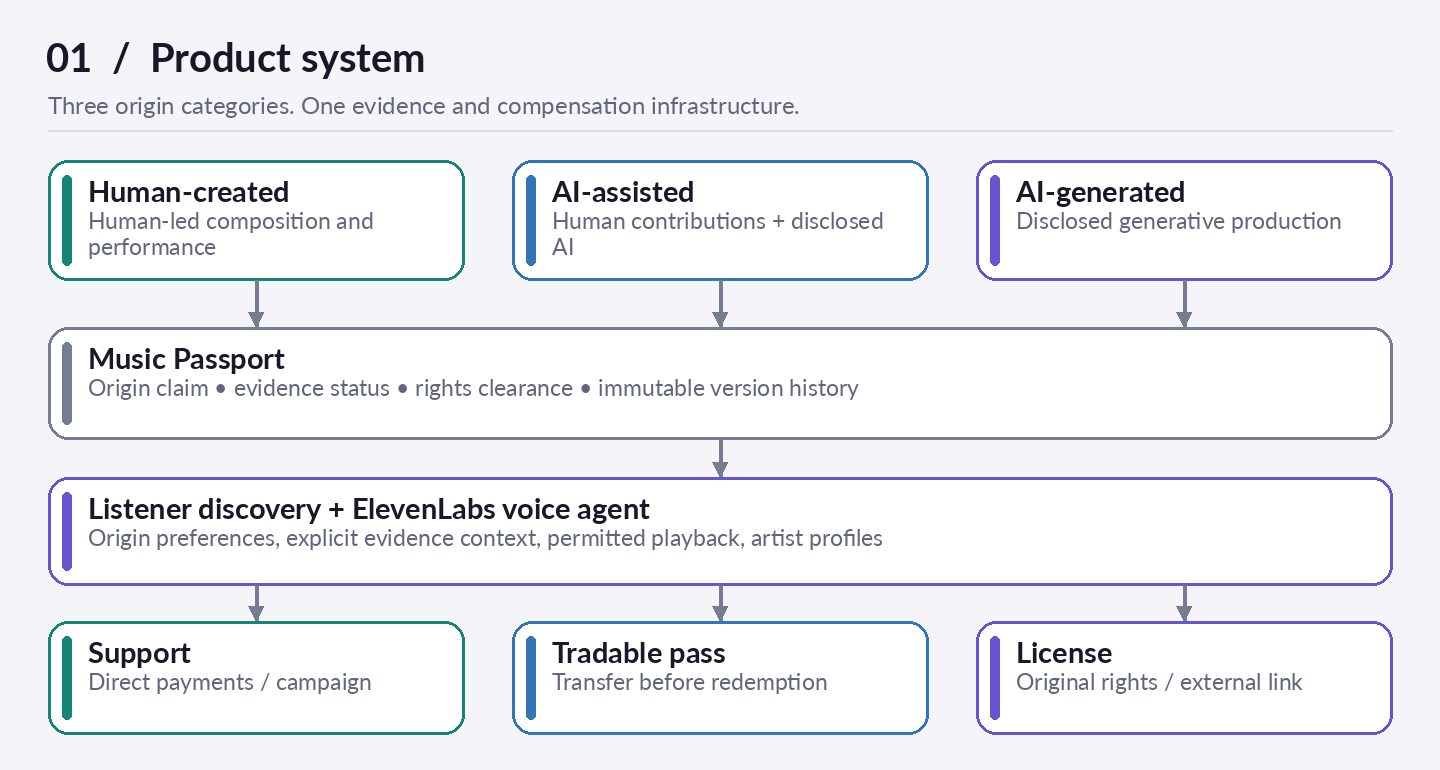 01 / Product system
Three origin categories. One evidence and compensation infrastructure.
Human-created
Human-led composition and
performance
AI-assisted
Human contributions + disclosed
AI
AI-generated
Disclosed generative production
Music Passport
Origin claim • evidence status • rights clearance • immutable version history
Listener discovery + ElevenLabs voice agent
Origin preferences, explicit evidence context, permitted playback, artist profiles
Support
Direct payments / campaign
Tradable pass
Transfer before redemption
License
Original rights / external link